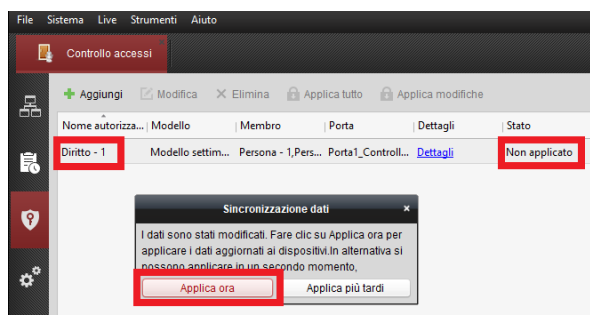 File Sistema Live Strumenti Aiuto
Controllo accessi
Aggiungi Modifica Elimina Applica tutto Applica modifiche
Nome autorizza... Modello Membro Porta Dettagli Stato
Diritto - 1 Modello settim... Persona - 1,Pers... Porta1_Controll... Dettagli Non applicato
Sincronizzazione dati ×
I dati sono stati modificati. Fare clic su Applica ora per
applicare i dati aggiornati ai dispositivi.In alternativa si
possono applicare in un secondo momento,
Applica ora Applica più tardi